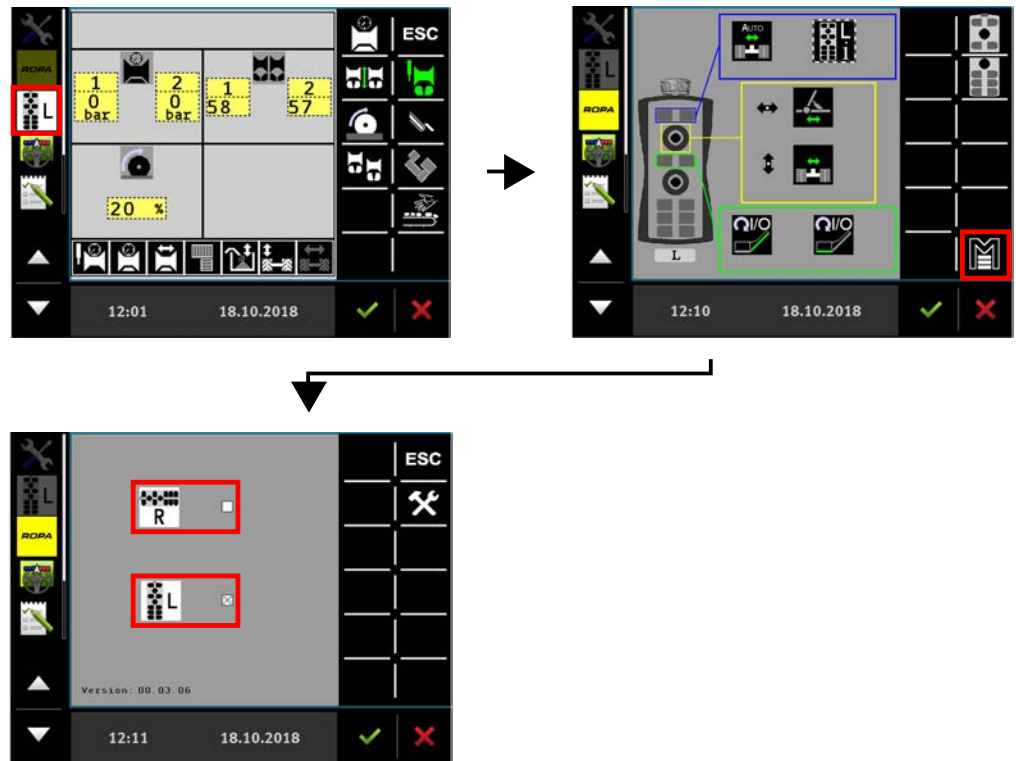 ESC
ROPA
1 2 1 2
0 0 58 57
bar bar
L
20 %
12:01 18.10.2018
AUTO
L
i
L
ROPA
I/O I/O
L
M
12:10 18.10.2018
ESC
L
R
ROPA
L
Version: 00.03.06
12:11 18.10.2018